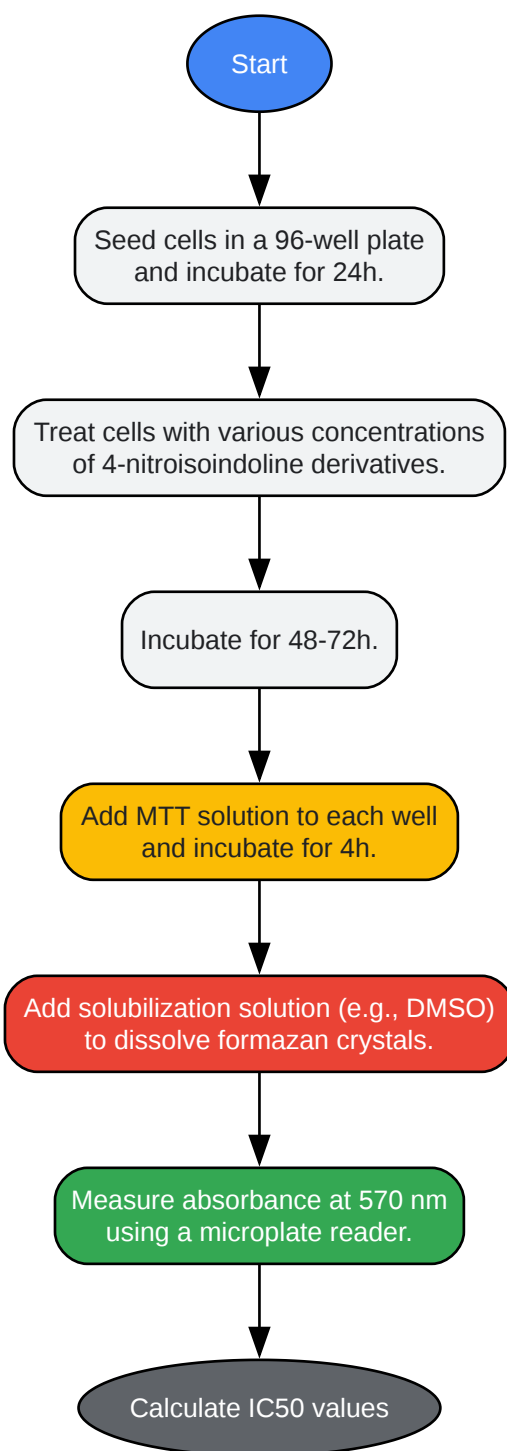 Start
Seed cells in a 96-well plate
and incubate for 24h.
Treat cells with various concentrations
of 4-nitroisoindoline derivatives.
Incubate for 48-72h.
Add MTT solution to each well
and incubate for 4h.
Add solubilization solution (e.g., DMSO)
to dissolve formazan crystals.
Measure absorbance at 570 nm
using a microplate reader.
Calculate IC50 values